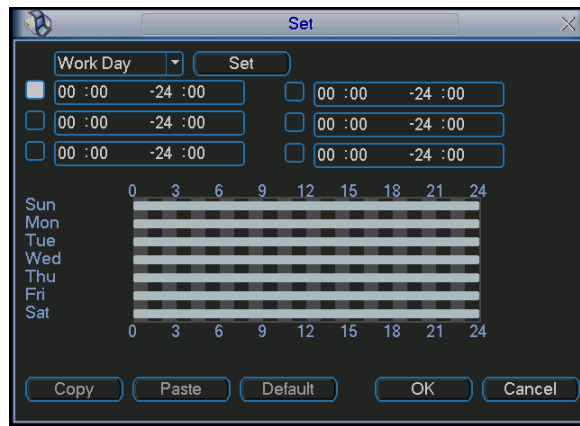 Set
Work Day Set
00 :00 -24 :00 00 :00 -24 :00
00 :00 -24 :00 00 :00 -24 :00
00 :00 -24 :00 00 :00 -24 :00
0 3 6 9 12 15 18 21 24
Sun
Mon
Tue
Wed
Thu
Fri
Sat
0 3 6 9 12 15 18 21 24
Copy Paste Default OK Cancel